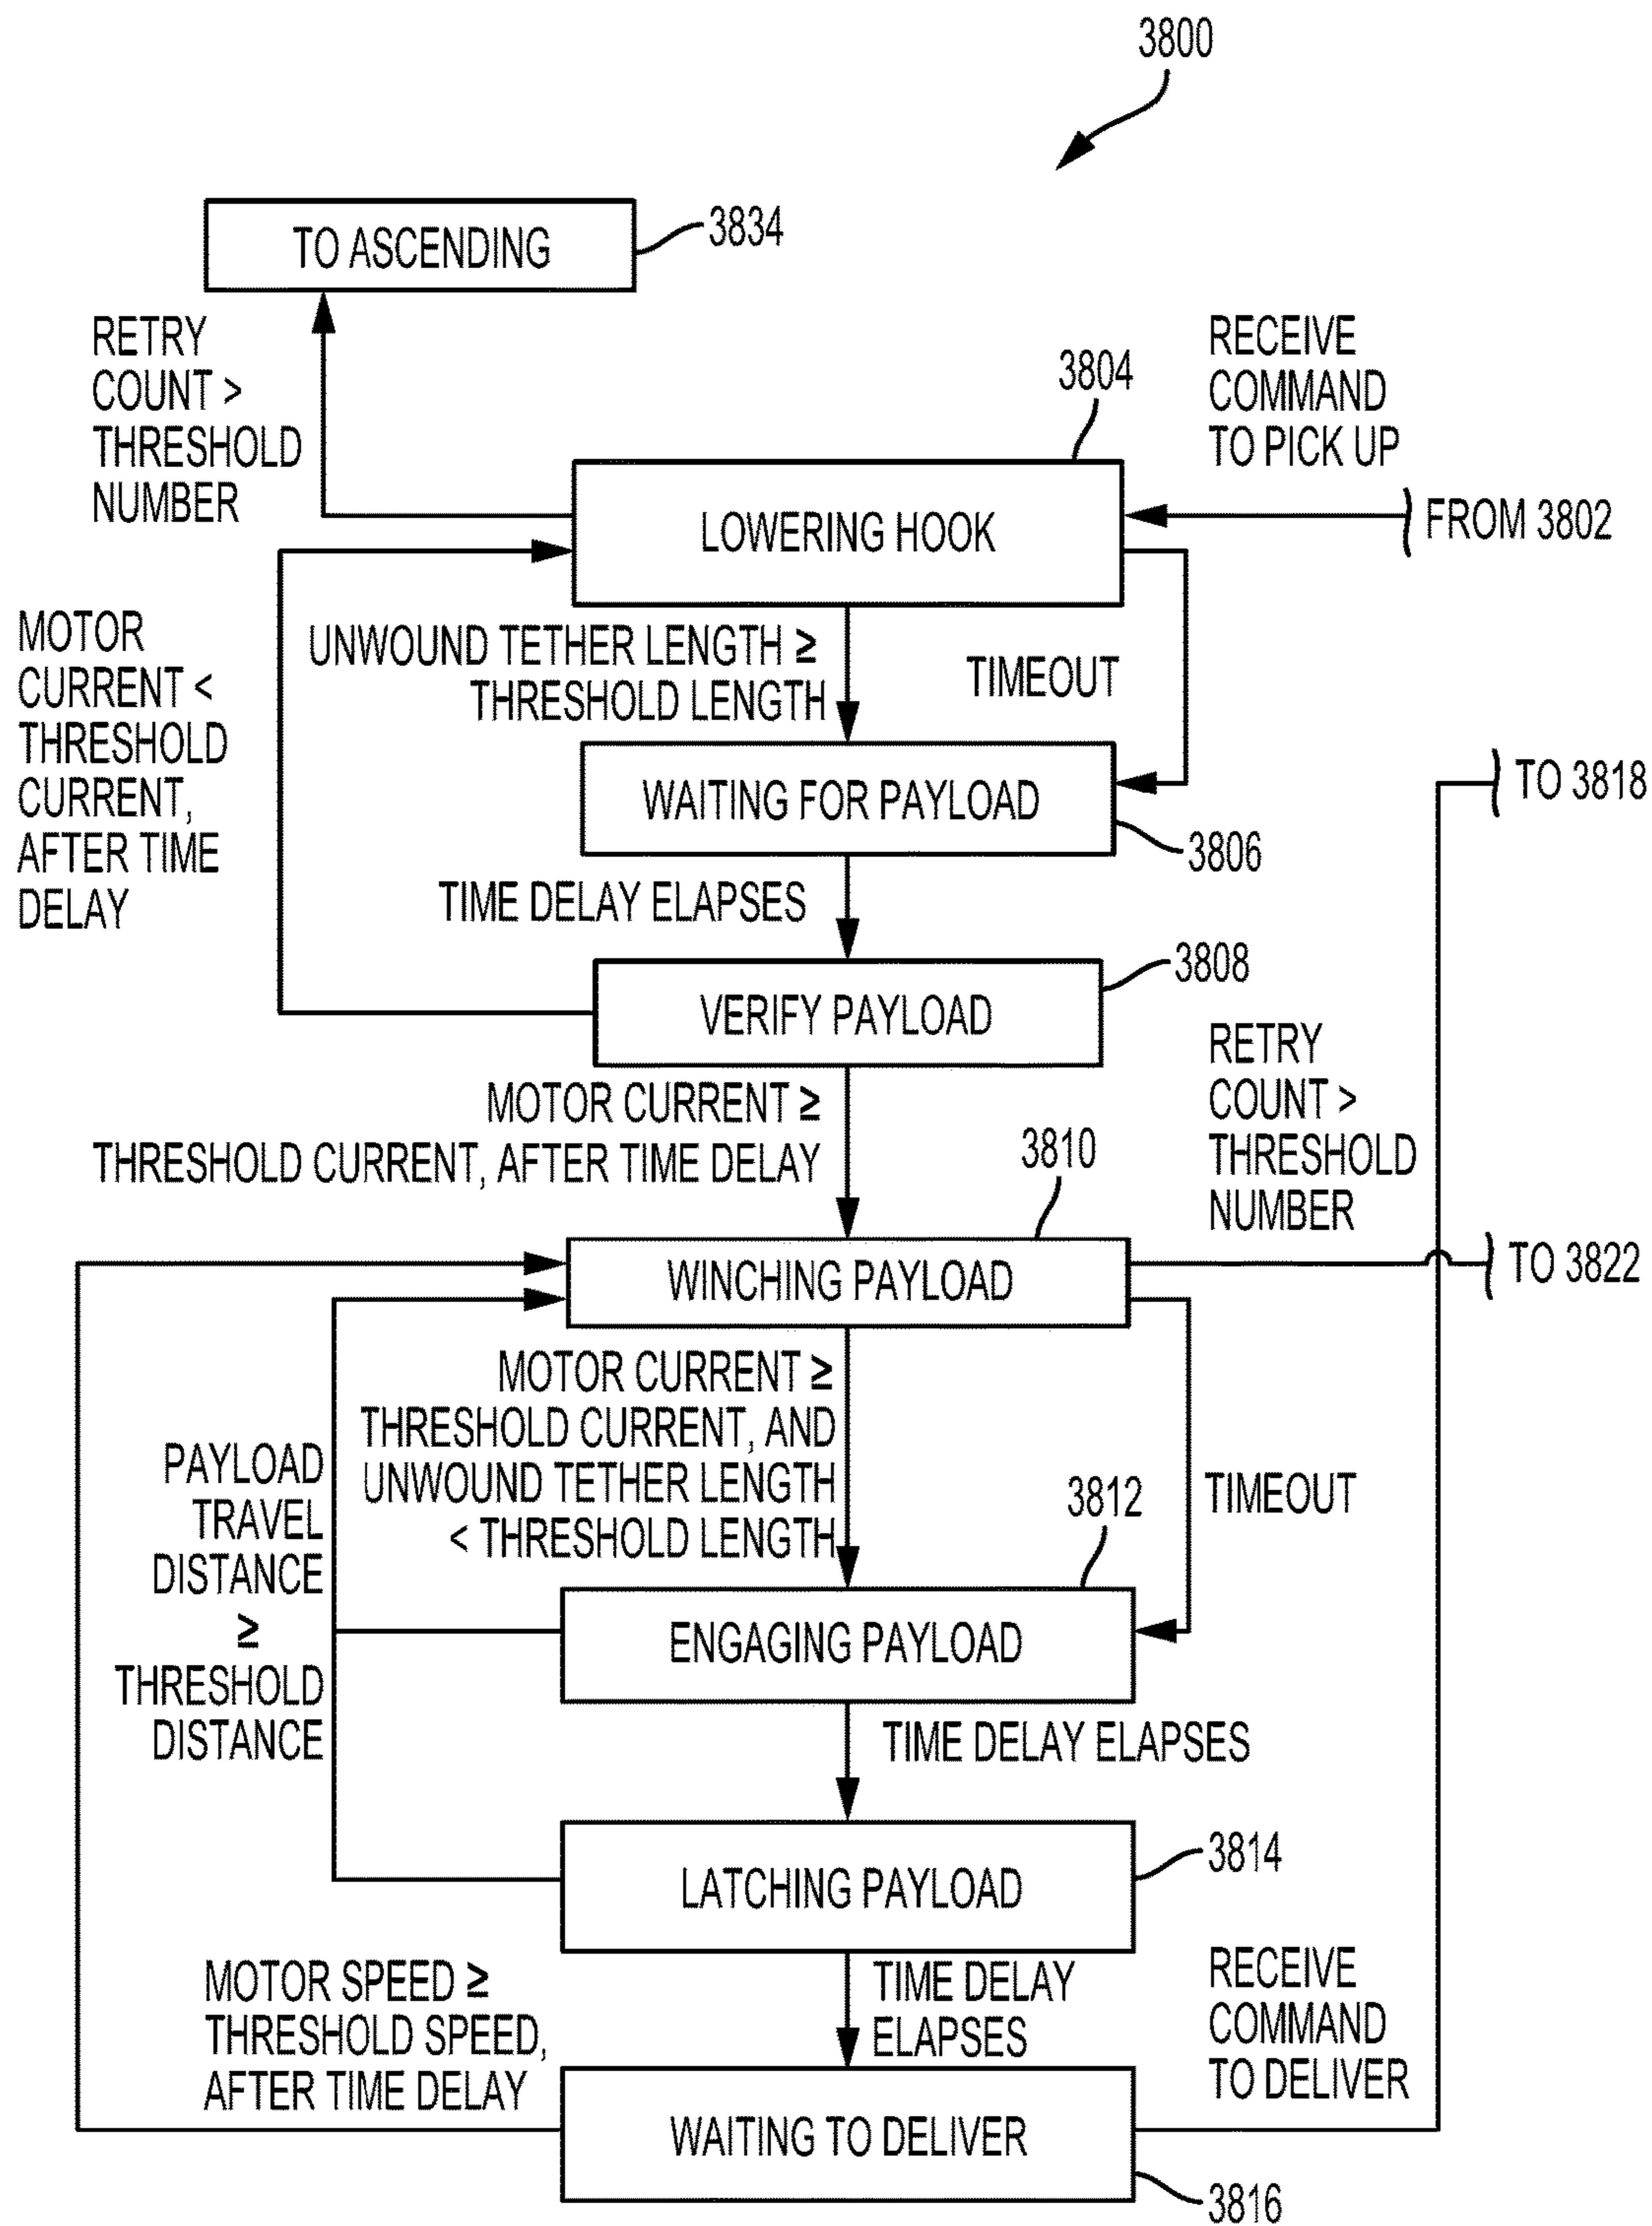 3800
TO ASCENDING
3834
RETRY
COUNT >
THRESHOLD
NUMBER
3804
RECEIVE
COMMAND
TO PICK UP
LOWERING HOOK
FROM 3802
MOTOR
CURRENT <
THRESHOLD
CURRENT,
AFTER TIME
DELAY
UNWOUND TETHER LENGTH ≥
THRESHOLD LENGTH
TIMEOUT
WAITING FOR PAYLOAD
3806
TO 3818
TIME DELAY ELAPSES
3808
VERIFY PAYLOAD
MOTOR CURRENT ≥
THRESHOLD CURRENT, AFTER TIME DELAY
RETRY
COUNT >
THRESHOLD
NUMBER
3810
WINCHING PAYLOAD
TO 3822
MOTOR CURRENT ≥
THRESHOLD CURRENT, AND
UNWOUND TETHER LENGTH
< THRESHOLD LENGTH
PAYLOAD
TRAVEL
DISTANCE
≥
THRESHOLD
DISTANCE
3812
TIMEOUT
ENGAGING PAYLOAD
TIME DELAY ELAPSES
LATCHING PAYLOAD
3814
MOTOR SPEED ≥
THRESHOLD SPEED,
AFTER TIME DELAY
TIME DELAY
ELAPSES
RECEIVE
COMMAND
TO DELIVER
WAITING TO DELIVER
3816